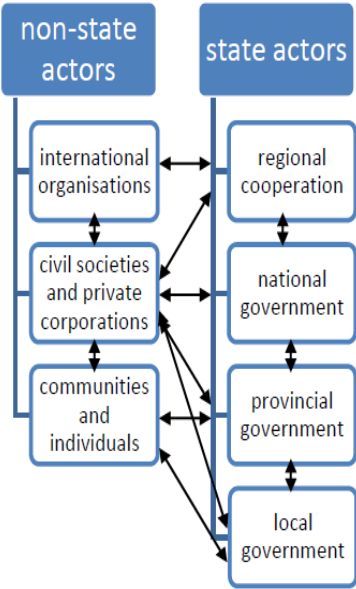 non-state
actors
state actors
international
organisations
regional
cooperation
civil societies
and private
corporations
national
government
communities
and
individuals
provincial
government
local
government